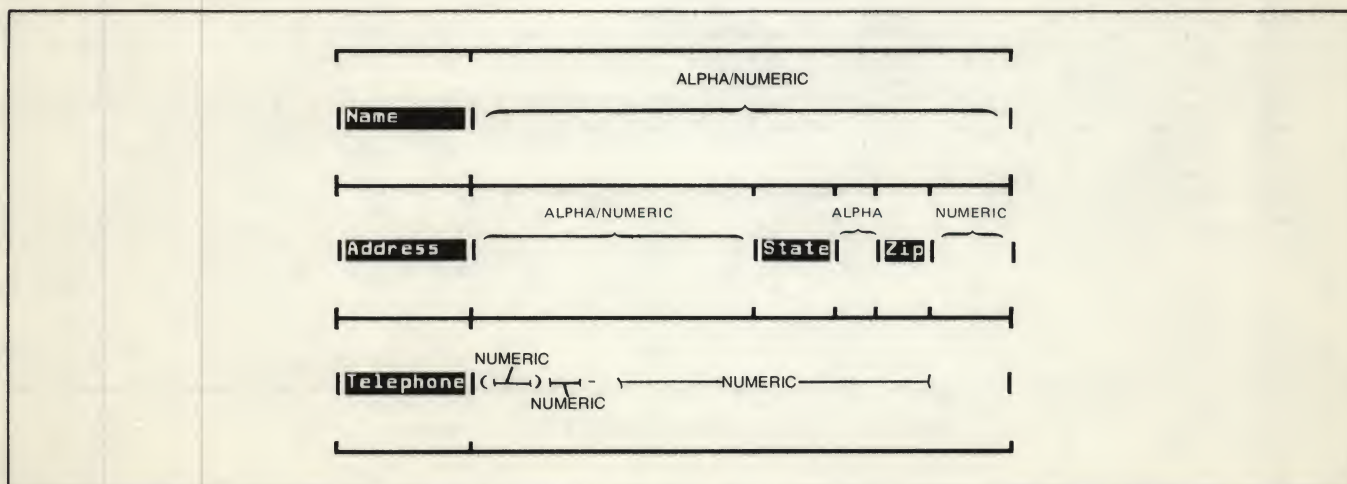 ALPHA/NUMERIC
Name
ALPHA/NUMERIC ALPHA NUMERIC
Address State Zip
NUMERIC
Telephone ( ) - NUMERIC
NUMERIC